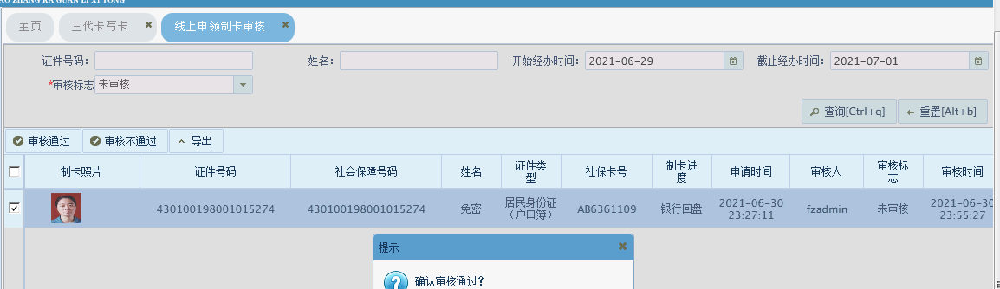 主页 三代卡写卡 线上申领制卡审核
证件号码: 姓名: 开始经办时间: 2021-06-29 截止经办时间: 2021-07-01
*审核标志 未审核
查询[Ctrl+q] 重置[Alt+b]
审核通过 审核不通过 导出
制卡照片 证件号码 社会保障号码 姓名 证件类型 社保卡号 制卡进度 申请时间 审核人 审核标志 审核时间
430100198001015274 430100198001015274 免密 居民身份证（户口簿） AB6361109 银行回盘 2021-06-30 23:27:11 fzadmin 未审核 2021-06-30 23:55:27
提示
确认审核通过?